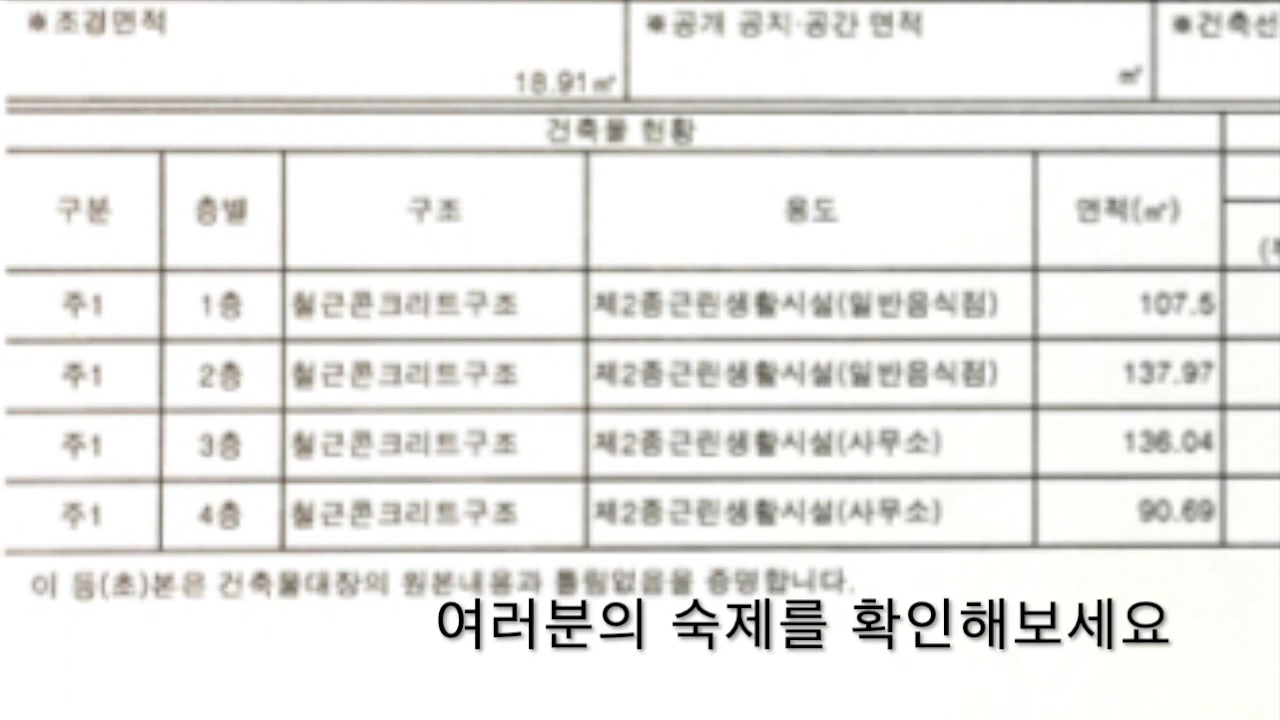 ※조경면적 ※공개 공지·공간 면적 ※건축선
18.91㎡ ㎡
건축물 현황
구분 층별 구조 용도 면적(㎡)
주1 1층 철근콘크리트구조 제2종근린생활시설(일반음식점) 107.5
주1 2층 철근콘크리트구조 제2종근린생활시설(일반음식점) 137.97
주1 3층 철근콘크리트구조 제2종근린생활시설(사무소) 136.04
주1 4층 철근콘크리트구조 제2종근린생활시설(사무소) 90.69
이 등(초)본은 건축물대장의 원본내용과 틀림없음을 증명합니다.
여러분의 숙제를 확인해보세요